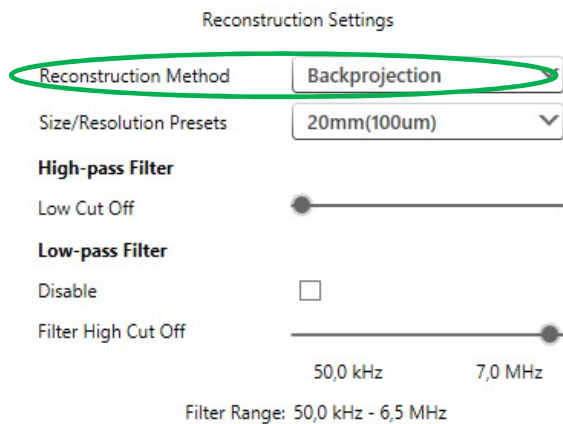 Reconstruction Settings
Reconstruction Method Backprojection
Size/Resolution Presets 20mm(100um)
High-pass Filter
Low Cut Off
Low-pass Filter
Disable
Filter High Cut Off
50,0 kHz 7,0 MHz
Filter Range: 50,0 kHz - 6,5 MHz